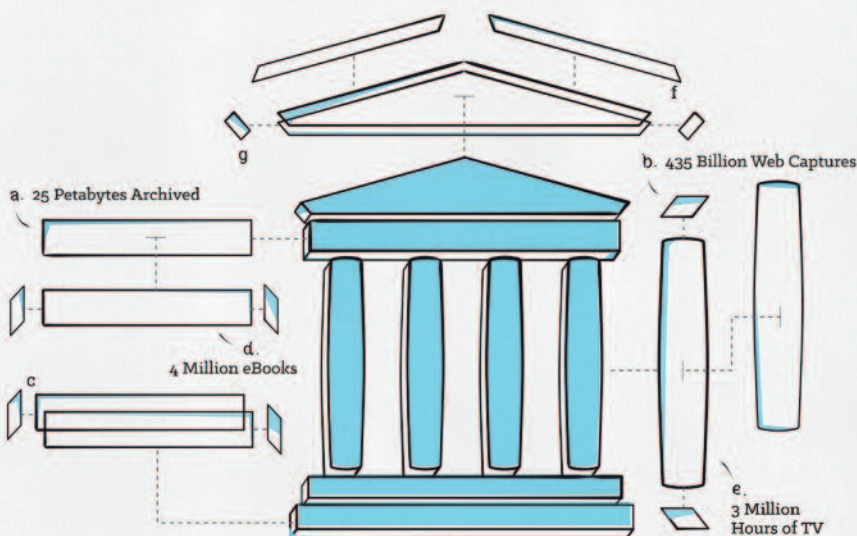 f
g
b. 435 Billion Web Captures
a. 25 Petabytes Archived
d.
4 Million eBooks
c
e.
3 Million
Hours of TV